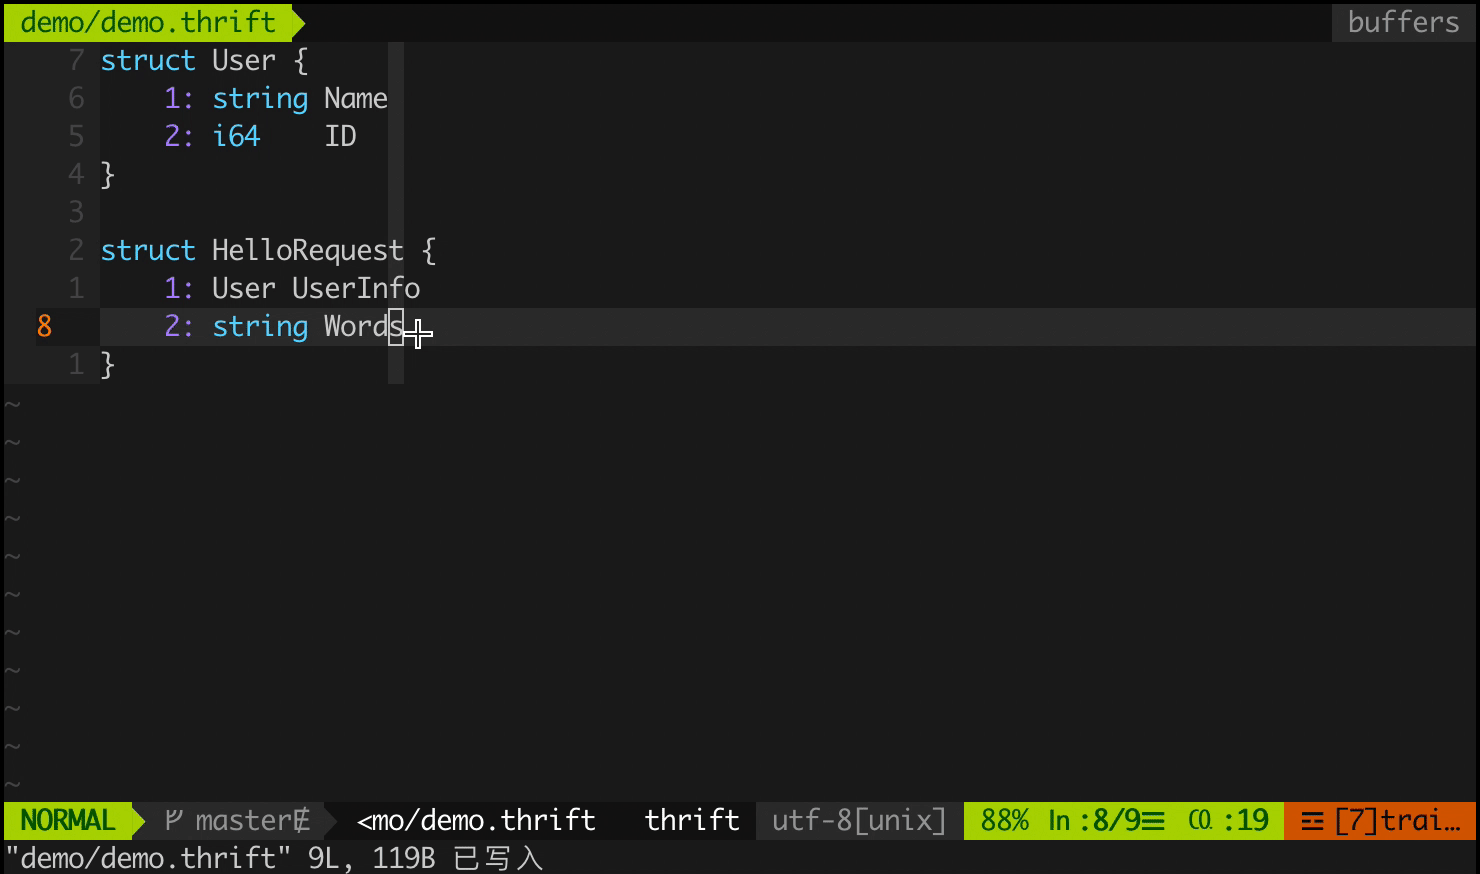 demo/demo.thrift buffers
7 struct User {
6     1: string Name
5     2: i64    ID
4 }
3
2 struct HelloRequest {
1     1: User UserInfo
8     2: string Words
1 }
~
~
~
~
~
~
~
~
~
~
~
NORMAL master <mo/demo.thrift thrift utf-8[unix] 88% ln :8/9☰ :19 ☲ [7]trai…
"demo/demo.thrift" 9L, 119B 已写入